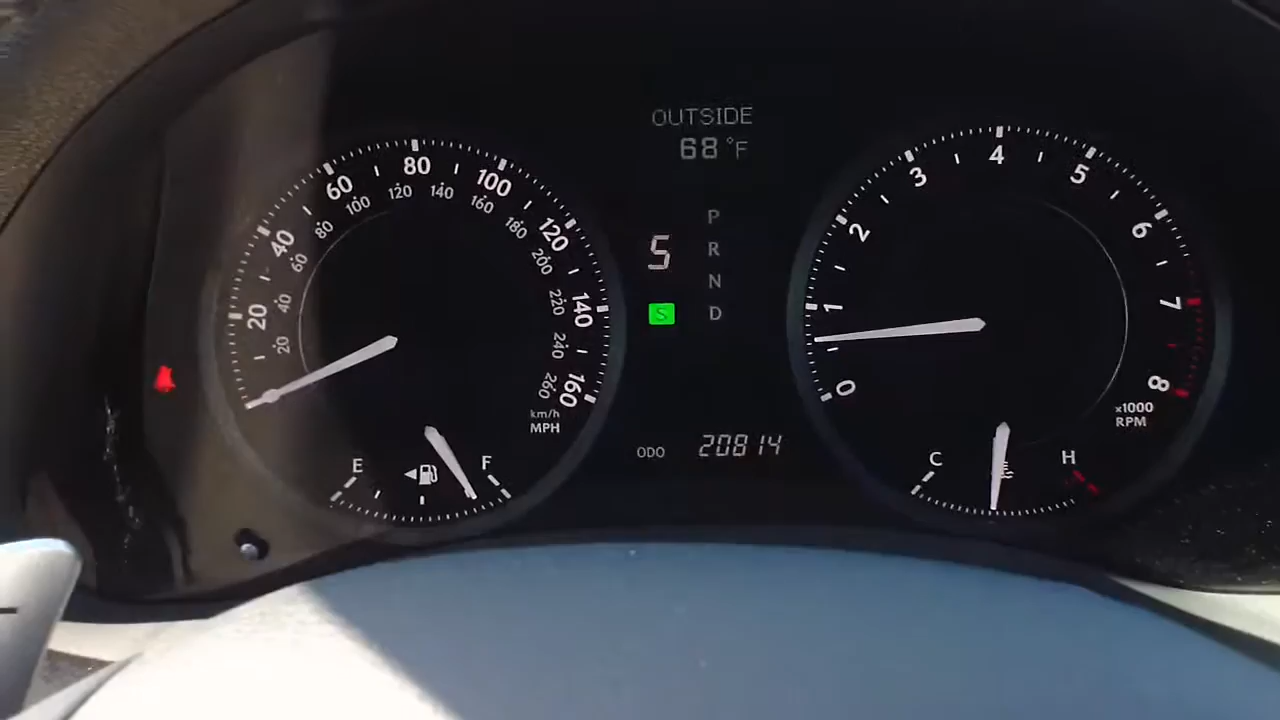 OUTSIDE
68°F
P
5 R
N
S D
20 40 60 80 100 120 140 160
20 40 60 80 100 120 140 160 180 200 220 240 260
km/h
MPH
E F
ODO 20814
0 1 2 3 4 5 6 7 8
x1000
RPM
C H